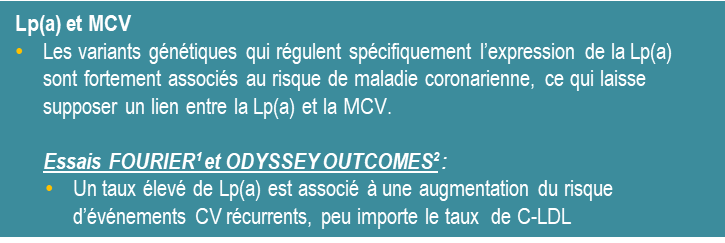 Lp(a) et MCV
• Les variants génétiques qui régulent spécifiquement l'expression de la Lp(a)
sont fortement associés au risque de maladie coronarienne, ce qui laisse
supposer un lien entre la Lp(a) et la MCV.
Essais FOURIER¹ et ODYSSEY OUTCOMES² :
• Un taux élevé de Lp(a) est associé à une augmentation du risque
d'événements CV récurrents, peu importe le taux de C-LDL